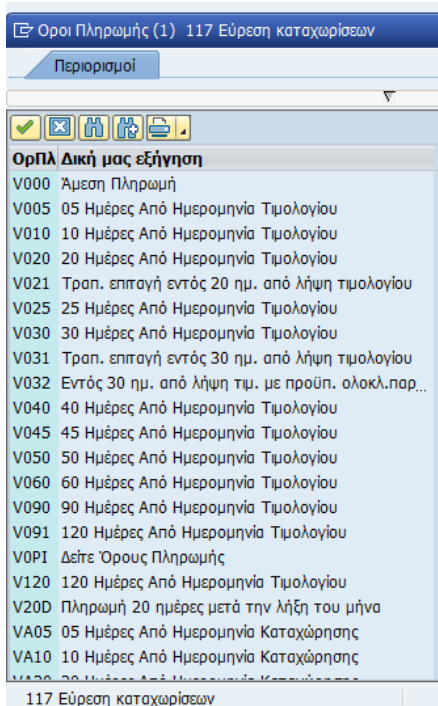 Όροι Πληρωμής (1) 117 Εύρεση καταχωρίσεων
Περιορισμοί
ΟρΠλ Δική μας εξήγηση
V000 Άμεση Πληρωμή
V005 05 Ημέρες Από Ημερομηνία Τιμολογίου
V010 10 Ημέρες Από Ημερομηνία Τιμολογίου
V020 20 Ημέρες Από Ημερομηνία Τιμολογίου
V021 Τραπ. επιταγή εντός 20 ημ. από λήψη τιμολογίου
V025 25 Ημέρες Από Ημερομηνία Τιμολογίου
V030 30 Ημέρες Από Ημερομηνία Τιμολογίου
V031 Τραπ. επιταγή εντός 30 ημ. από λήψη τιμολογίου
V032 Εντός 30 ημ. από λήψη τιμ. με προϋπ. ολοκλ.παρ...
V040 40 Ημέρες Από Ημερομηνία Τιμολογίου
V045 45 Ημέρες Από Ημερομηνία Τιμολογίου
V050 50 Ημέρες Από Ημερομηνία Τιμολογίου
V060 60 Ημέρες Από Ημερομηνία Τιμολογίου
V090 90 Ημέρες Από Ημερομηνία Τιμολογίου
V091 120 Ημέρες Από Ημερομηνία Τιμολογίου
V0PI Δείτε Όρους Πληρωμής
V120 120 Ημέρες Από Ημερομηνία Τιμολογίου
V20D Πληρωμή 20 ημέρες μετά την λήξη του μήνα
VA05 05 Ημέρες Από Ημερομηνία Καταχώρησης
VA10 10 Ημέρες Από Ημερομηνία Καταχώρησης
117 Εύρεση καταχωρίσεων